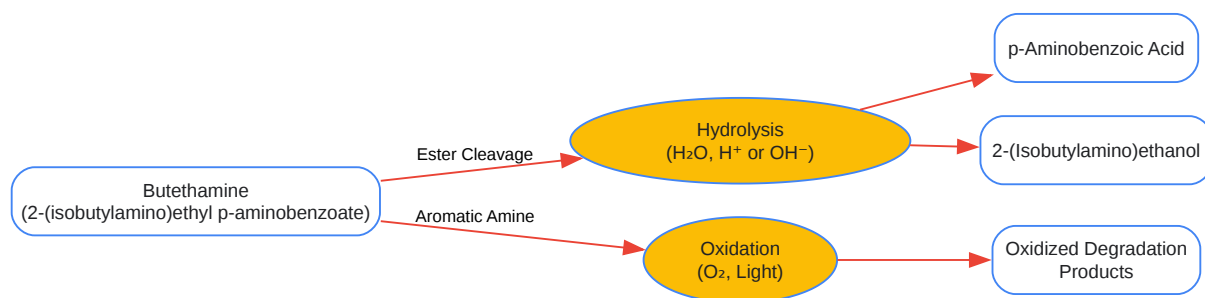 p-Aminobenzoic Acid
Hydrolysis
(H₂O, H⁺ or OH⁻)
Ester Cleavage
2-(Isobutylamino)ethanol
Butethamine
(2-(isobutylamino)ethyl p-aminobenzoate)
Aromatic Amine
Oxidation
(O₂, Light)
Oxidized Degradation
Products